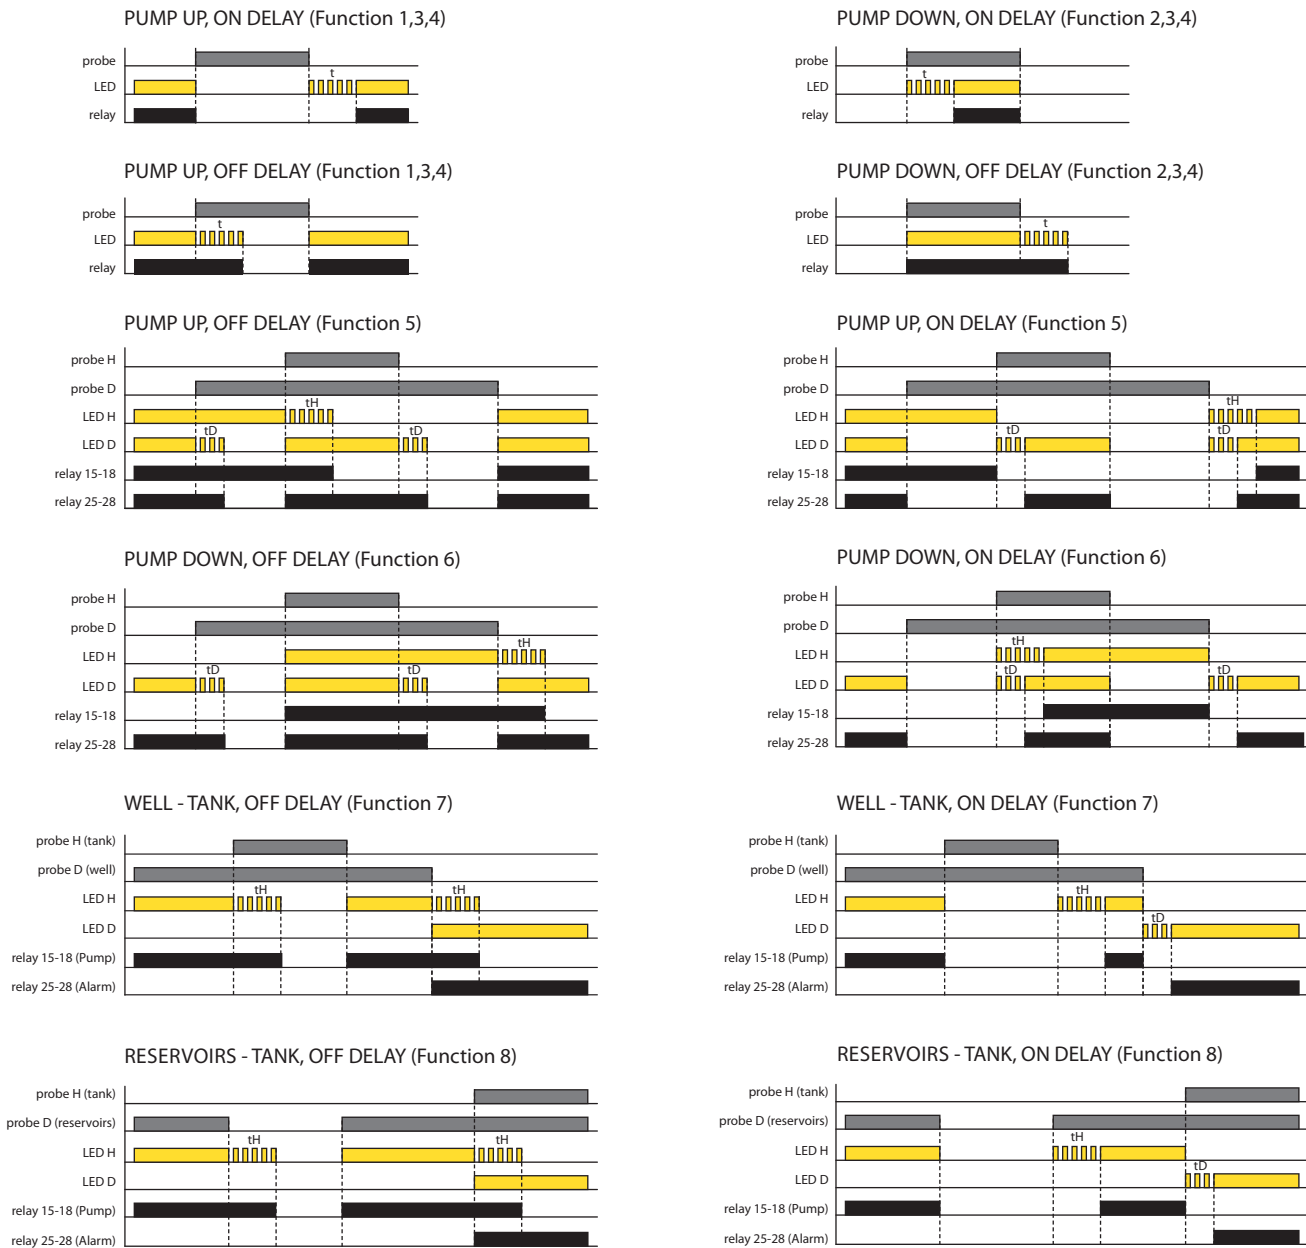 PUMP UP, ON DELAY (Function 1,3,4)
probe
t
LED
relay
PUMP DOWN, ON DELAY (Function 2,3,4)
probe
t
LED
relay
PUMP UP, OFF DELAY (Function 1,3,4)
probe
t
LED
relay
PUMP DOWN, OFF DELAY (Function 2,3,4)
probe
t
LED
relay
PUMP UP, OFF DELAY (Function 5)
probe H
probe D
tH
LED H
tD tD
LED D
relay 15-18
relay 25-28
PUMP UP, ON DELAY (Function 5)
probe H
probe D
tH
LED H
tD tD
LED D
relay 15-18
relay 25-28
PUMP DOWN, OFF DELAY (Function 6)
probe H
probe D
tH
LED H
tD tD
LED D
relay 15-18
relay 25-28
PUMP DOWN, ON DELAY (Function 6)
probe H
probe D
tH
LED H
tD tD
LED D
relay 15-18
relay 25-28
WELL - TANK, OFF DELAY (Function 7)
probe H (tank)
probe D (well)
tH tH
LED H
LED D
relay 15-18 (Pump)
relay 25-28 (Alarm)
WELL - TANK, ON DELAY (Function 7)
probe H (tank)
probe D (well)
tH
LED H
tD
LED D
relay 15-18 (Pump)
relay 25-28 (Alarm)
RESERVOIRS - TANK, OFF DELAY (Function 8)
probe H (tank)
probe D (reservoirs)
tH tH
LED H
LED D
relay 15-18 (Pump)
relay 25-28 (Alarm)
RESERVOIRS - TANK, ON DELAY (Function 8)
probe H (tank)
probe D (reservoirs)
tH
LED H
tD
LED D
relay 15-18 (Pump)
relay 25-28 (Alarm)